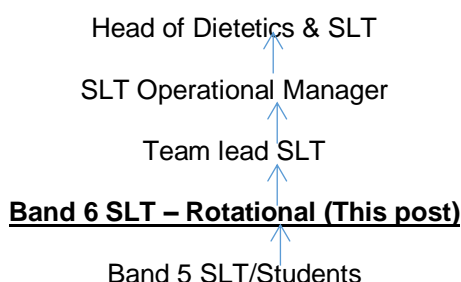 Head of Dietetics & SLT
SLT Operational Manager
Team lead SLT
Band 6 SLT – Rotational (This post)
Band 5 SLT/Students